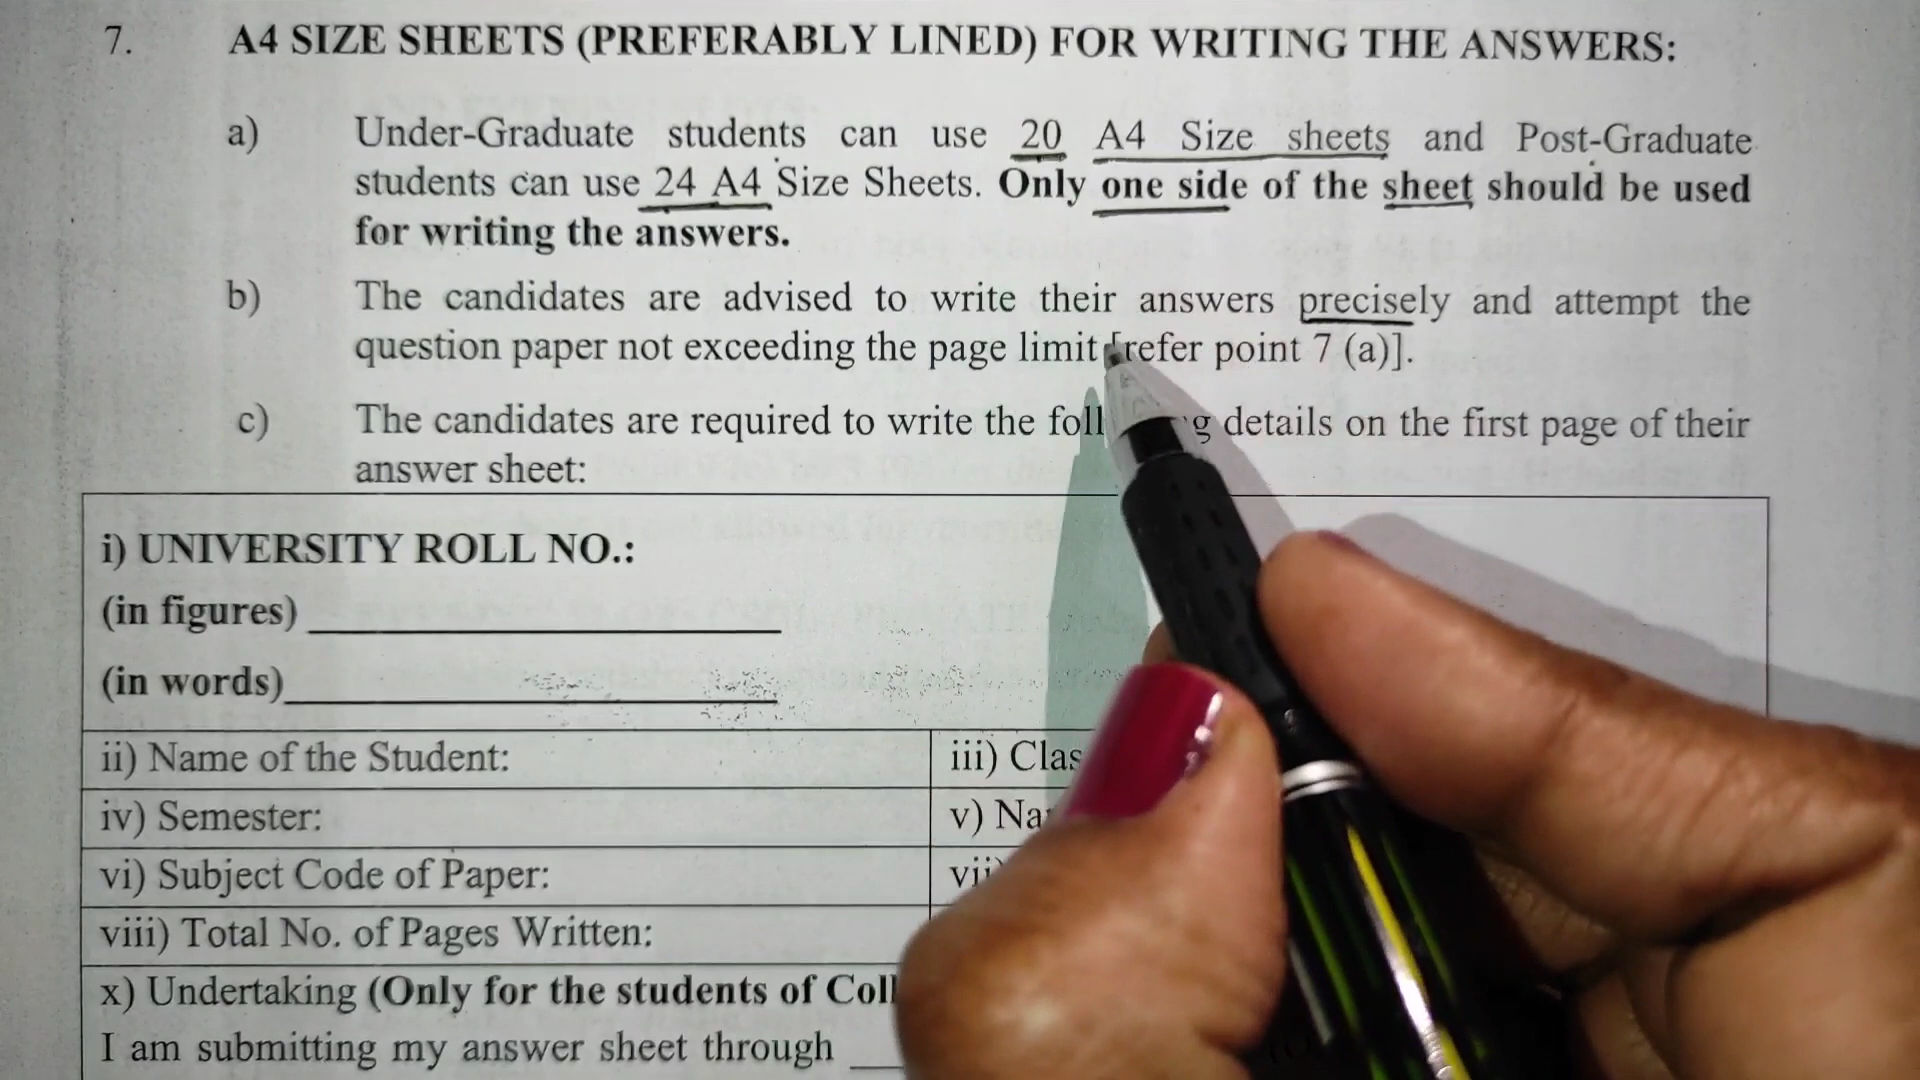 7. A4 SIZE SHEETS (PREFERABLY LINED) FOR WRITING THE ANSWERS:
a) Under-Graduate students can use 20 A4 Size sheets and Post-Graduate
students can use 24 A4 Size Sheets. Only one side of the sheet should be used
for writing the answers.
b) The candidates are advised to write their answers precisely and attempt the
question paper not exceeding the page limit [refer point 7 (a)].
c) The candidates are required to write the details on the first page of their
answer sheet:
i) UNIVERSITY ROLL NO.:
(in figures)
(in words)
ii) Name of the Student: iii)
iv) Semester: v)
vi) Subject Code of Paper:
viii) Total No. of Pages Written:
x) Undertaking (Only for the students of
I am submitting my answer sheet through